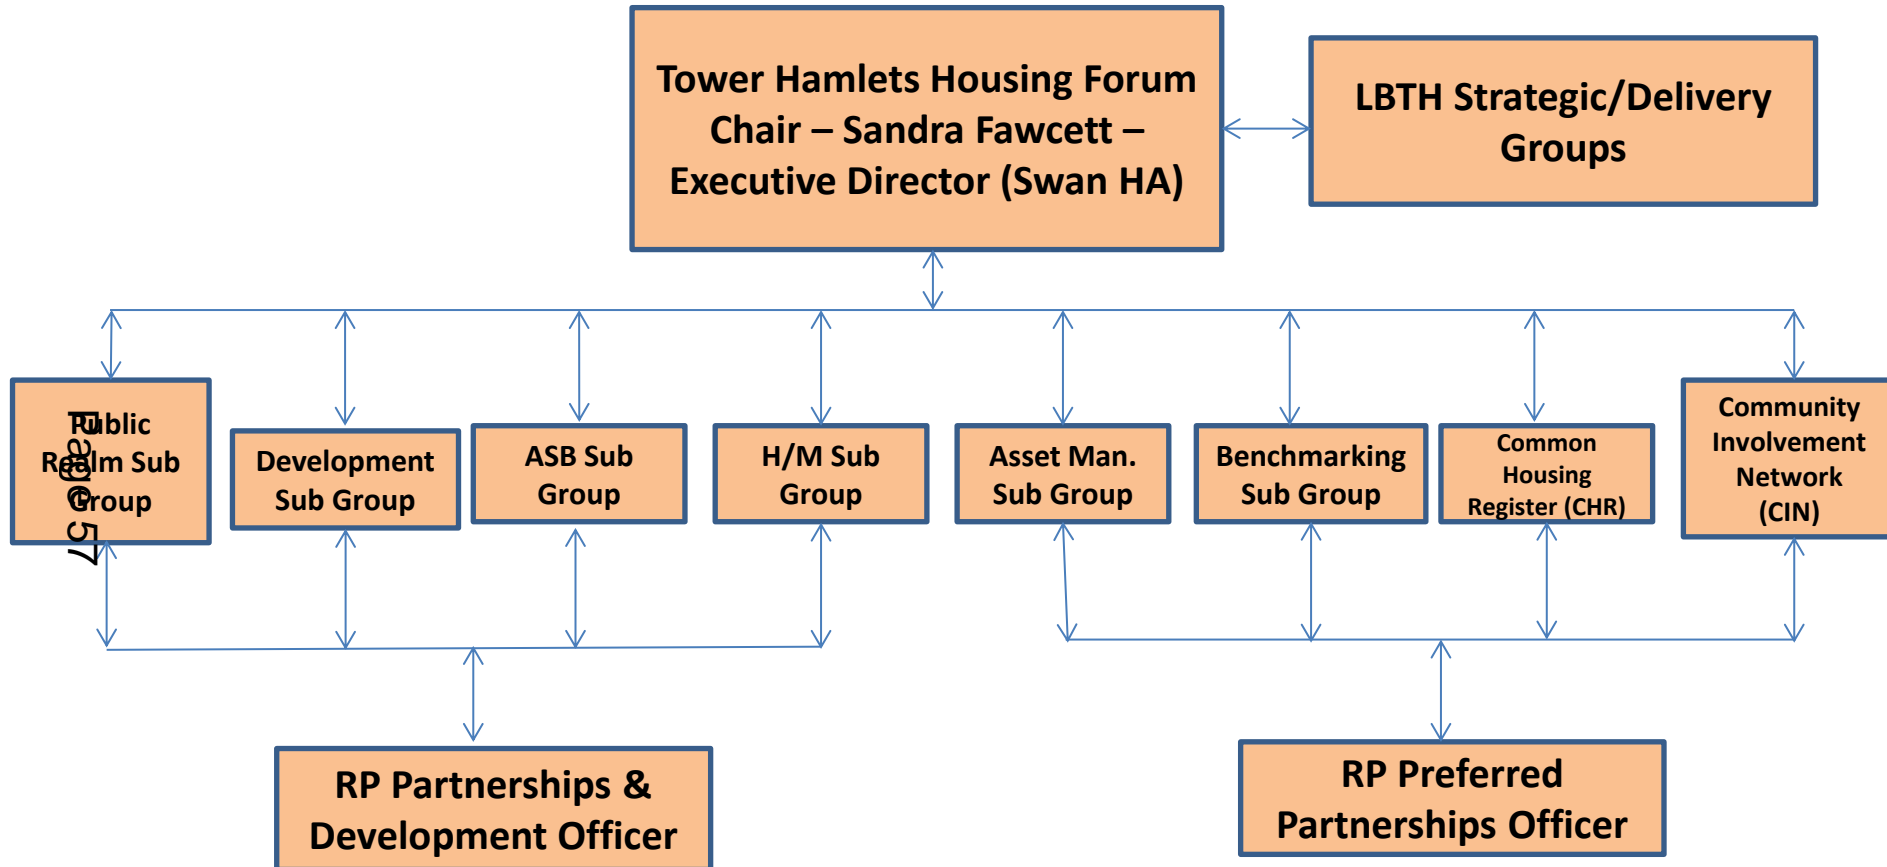 Tower Hamlets Housing Forum
Chair – Sandra Fawcett –
Executive Director (Swan HA)
LBTH Strategic/Delivery
Groups
Public
Realm Sub
Group
Page 57
Development
Sub Group
ASB Sub
Group
H/M Sub
Group
Asset Man.
Sub Group
Benchmarking
Sub Group
Common
Housing
Register (CHR)
Community
Involvement
Network
(CIN)
RP Partnerships &
Development Officer
RP Preferred
Partnerships Officer